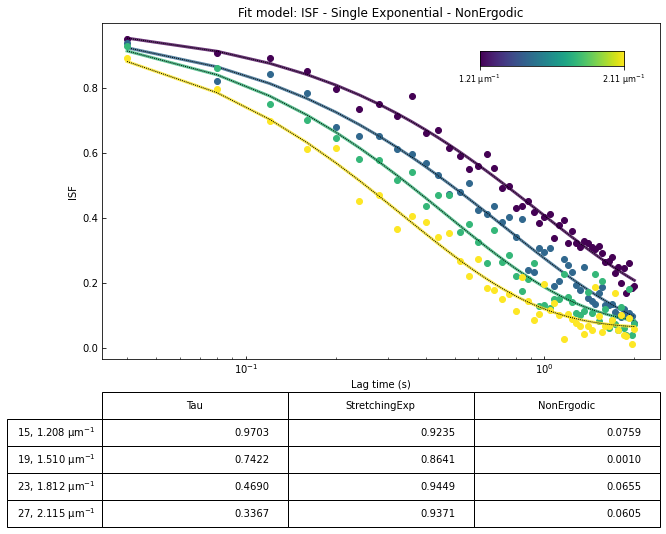 Fit model: ISF - Single Exponential - NonErgodic
1.21 μm⁻¹ 2.11 μm⁻¹
0.8
0.6
ISF
0.4
0.2
0.0
10⁻¹ 10⁰
Lag time (s)
Tau StretchingExp NonErgodic
15, 1.208 μm⁻¹ 0.9703 0.9235 0.0759
19, 1.510 μm⁻¹ 0.7422 0.8641 0.0010
23, 1.812 μm⁻¹ 0.4690 0.9449 0.0655
27, 2.115 μm⁻¹ 0.3367 0.9371 0.0605